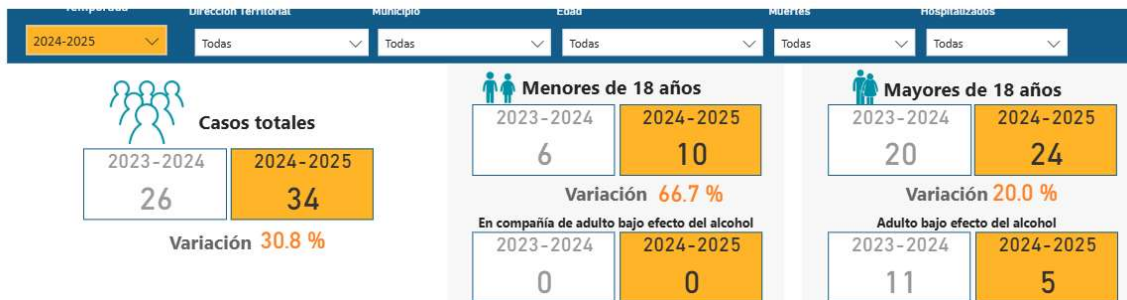 Temporada Dirección Territorial Municipio Edad Muertes Hospitalizados
2024-2025 Todas Todas Todas Todas Todas
Casos totales
2023-2024 2024-2025
26 34
Variación 30.8 %
Menores de 18 años
2023-2024 2024-2025
6 10
Variación 66.7 %
En compañía de adulto bajo efecto del alcohol
2023-2024 2024-2025
0 0
Mayores de 18 años
2023-2024 2024-2025
20 24
Variación 20.0 %
Adulto bajo efecto del alcohol
2023-2024 2024-2025
11 5